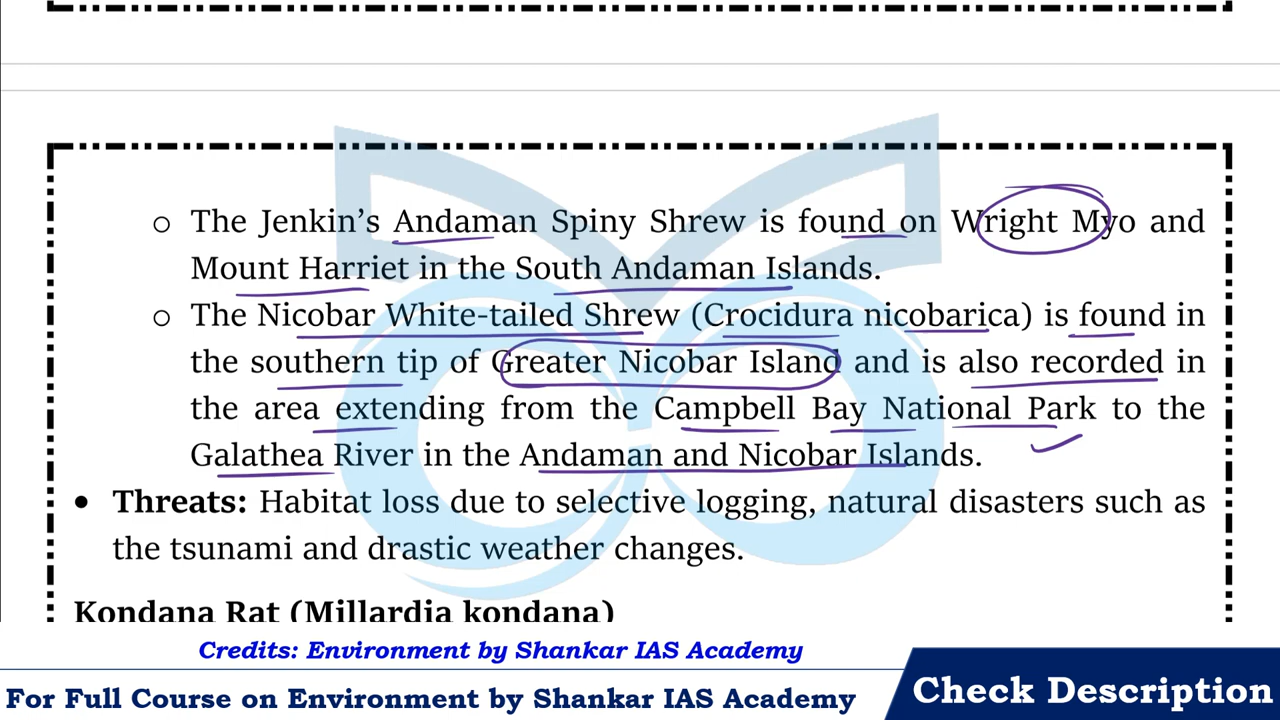 ○ The Jenkin's Andaman Spiny Shrew is found on Wright Myo and
Mount Harriet in the South Andaman Islands.
○ The Nicobar White-tailed Shrew (Crocidura nicobarica) is found in
the southern tip of Greater Nicobar Island and is also recorded in
the area extending from the Campbell Bay National Park to the
Galathea River in the Andaman and Nicobar Islands.
• Threats: Habitat loss due to selective logging, natural disasters such as
the tsunami and drastic weather changes.
Kondana Rat (Millardia kondana)
Credits: Environment by Shankar IAS Academy
For Full Course on Environment by Shankar IAS Academy
Check Description